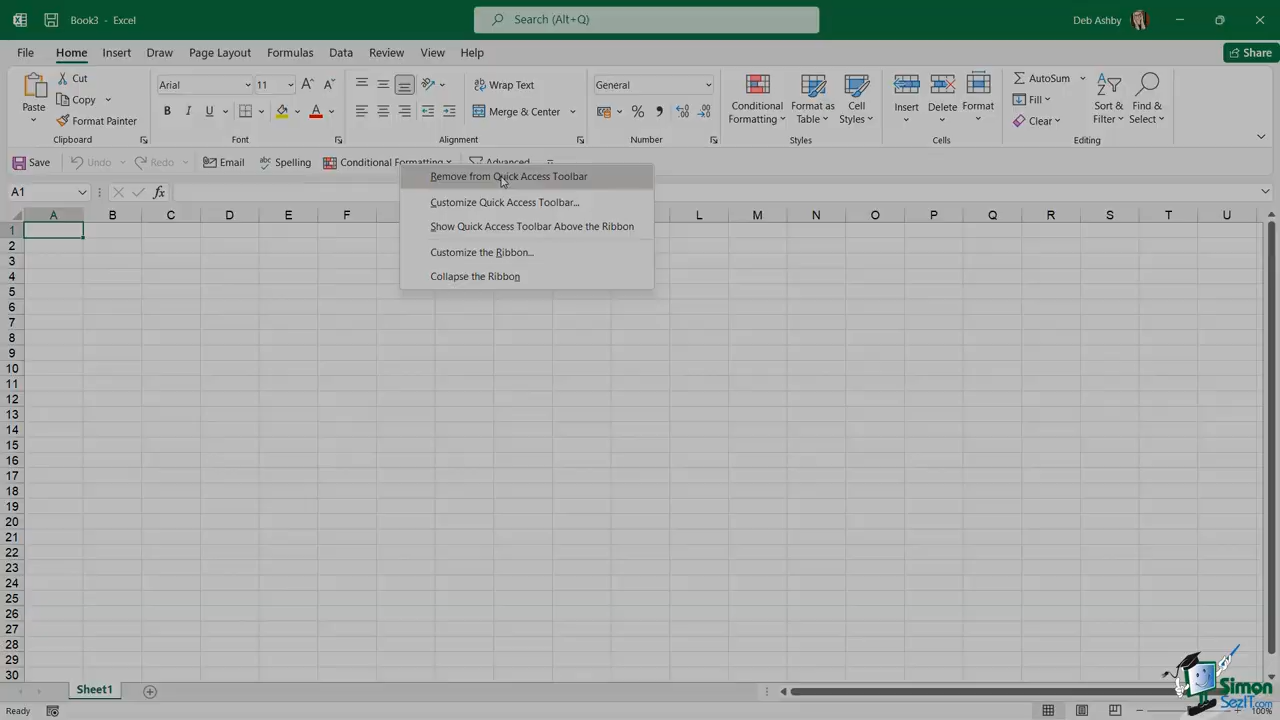 Book3 - Excel
Search (Alt+Q)
Deb Ashby
File Home Insert Draw Page Layout Formulas Data Review View Help
Share
Paste
Cut
Copy
Format Painter
Clipboard
Arial
11
B I U
A
Font
Wrap Text
Merge & Center
Alignment
General
%
Number
Conditional Formatting
Format as Table
Cell Styles
Styles
Insert
Delete
Format
Cells
AutoSum
Fill
Clear
Sort & Filter
Find & Select
Editing
Save Undo Redo Email Spelling Conditional Formatting Advanced
Remove from Quick Access Toolbar
Customize Quick Access Toolbar...
Show Quick Access Toolbar Above the Ribbon
Customize the Ribbon...
Collapse the Ribbon
A1
fx
A B C D E F L M N O P Q R S T U
1
2
3
4
5
6
7
8
9
10
11
12
13
14
15
16
17
18
19
20
21
22
23
24
25
26
27
28
29
30
Sheet1
Ready
100%
Simon
SezIT.com